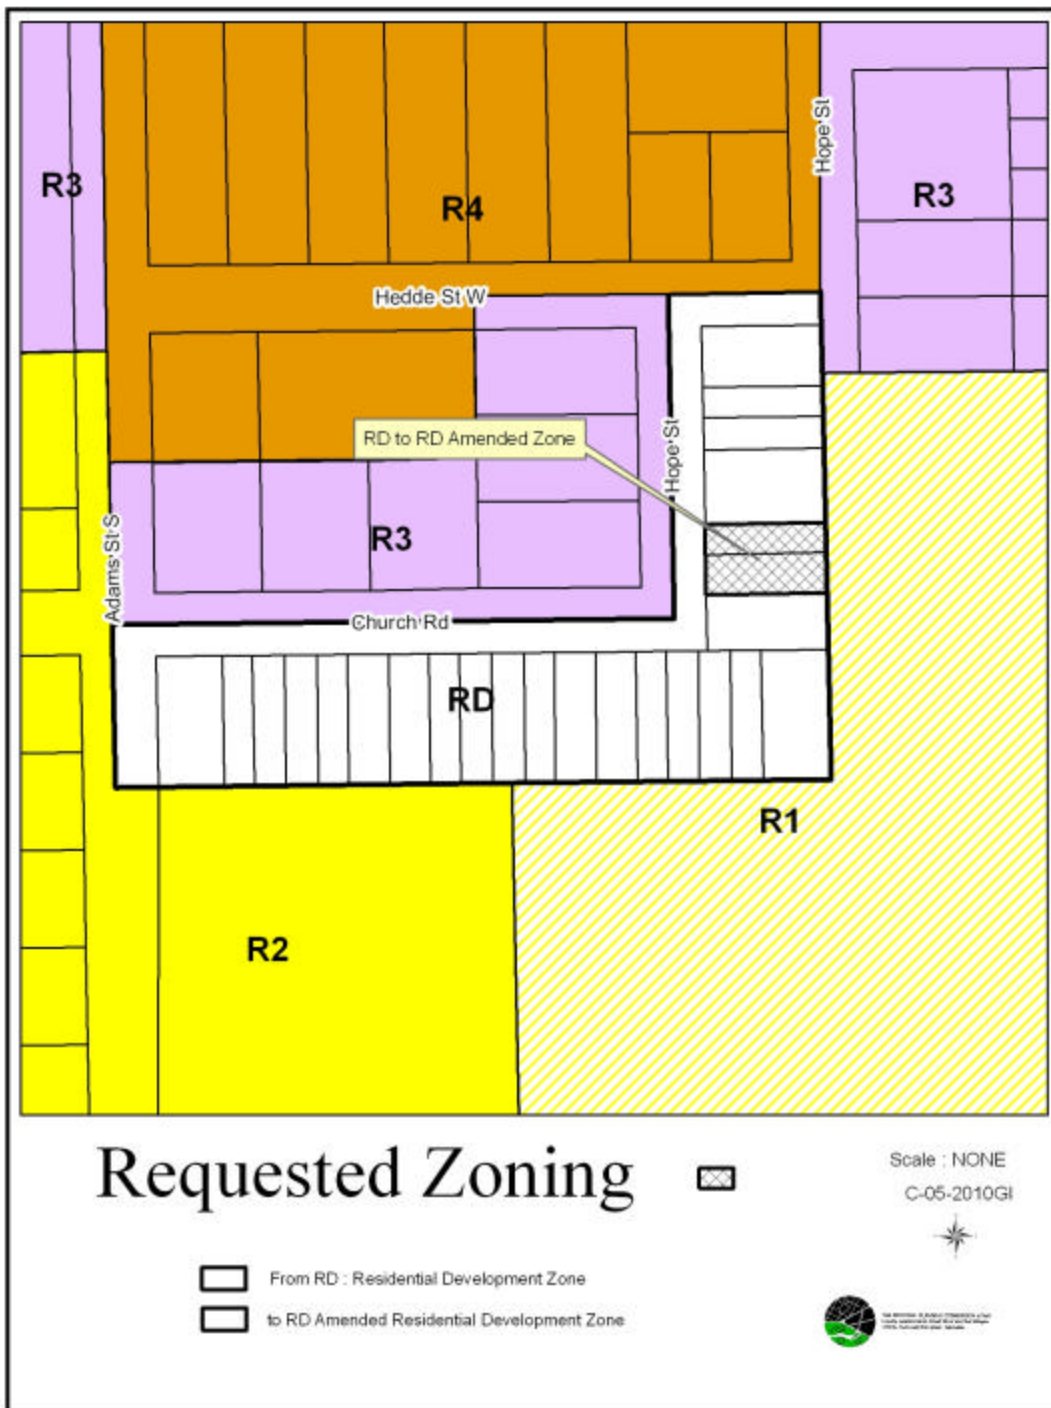 Hope St
R3
R4
R3
Hedde St W
RD to RD Amended Zone
Hope St
Adams St S
R3
Church Rd
RD
R1
R2
Requested Zoning
Scale : NONE
C-05-2010GI
From RD : Residential Development Zone
to RD Amended Residential Development Zone